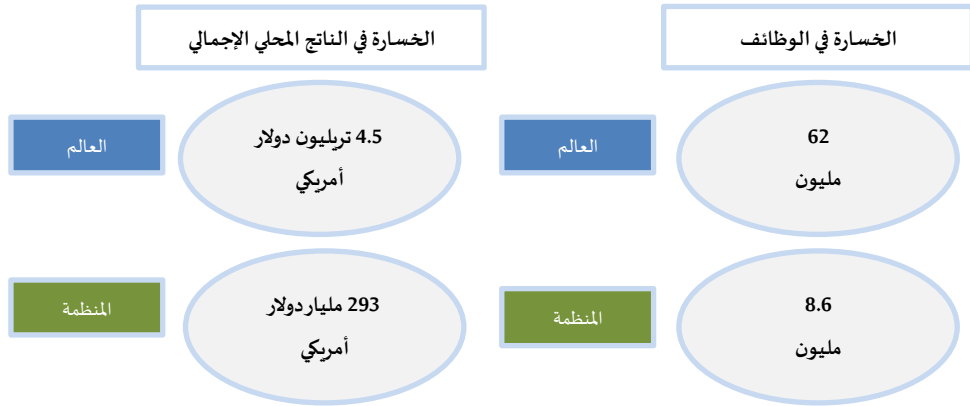 الخسارة في الوظائف
الخسارة في الناتج المحلي الإجمالي
62
مليون
العالم
4.5 تريليون دولار
أمريكي
العالم
8.6
مليون
المنظمة
293 مليار دولار
أمريكي
المنظمة